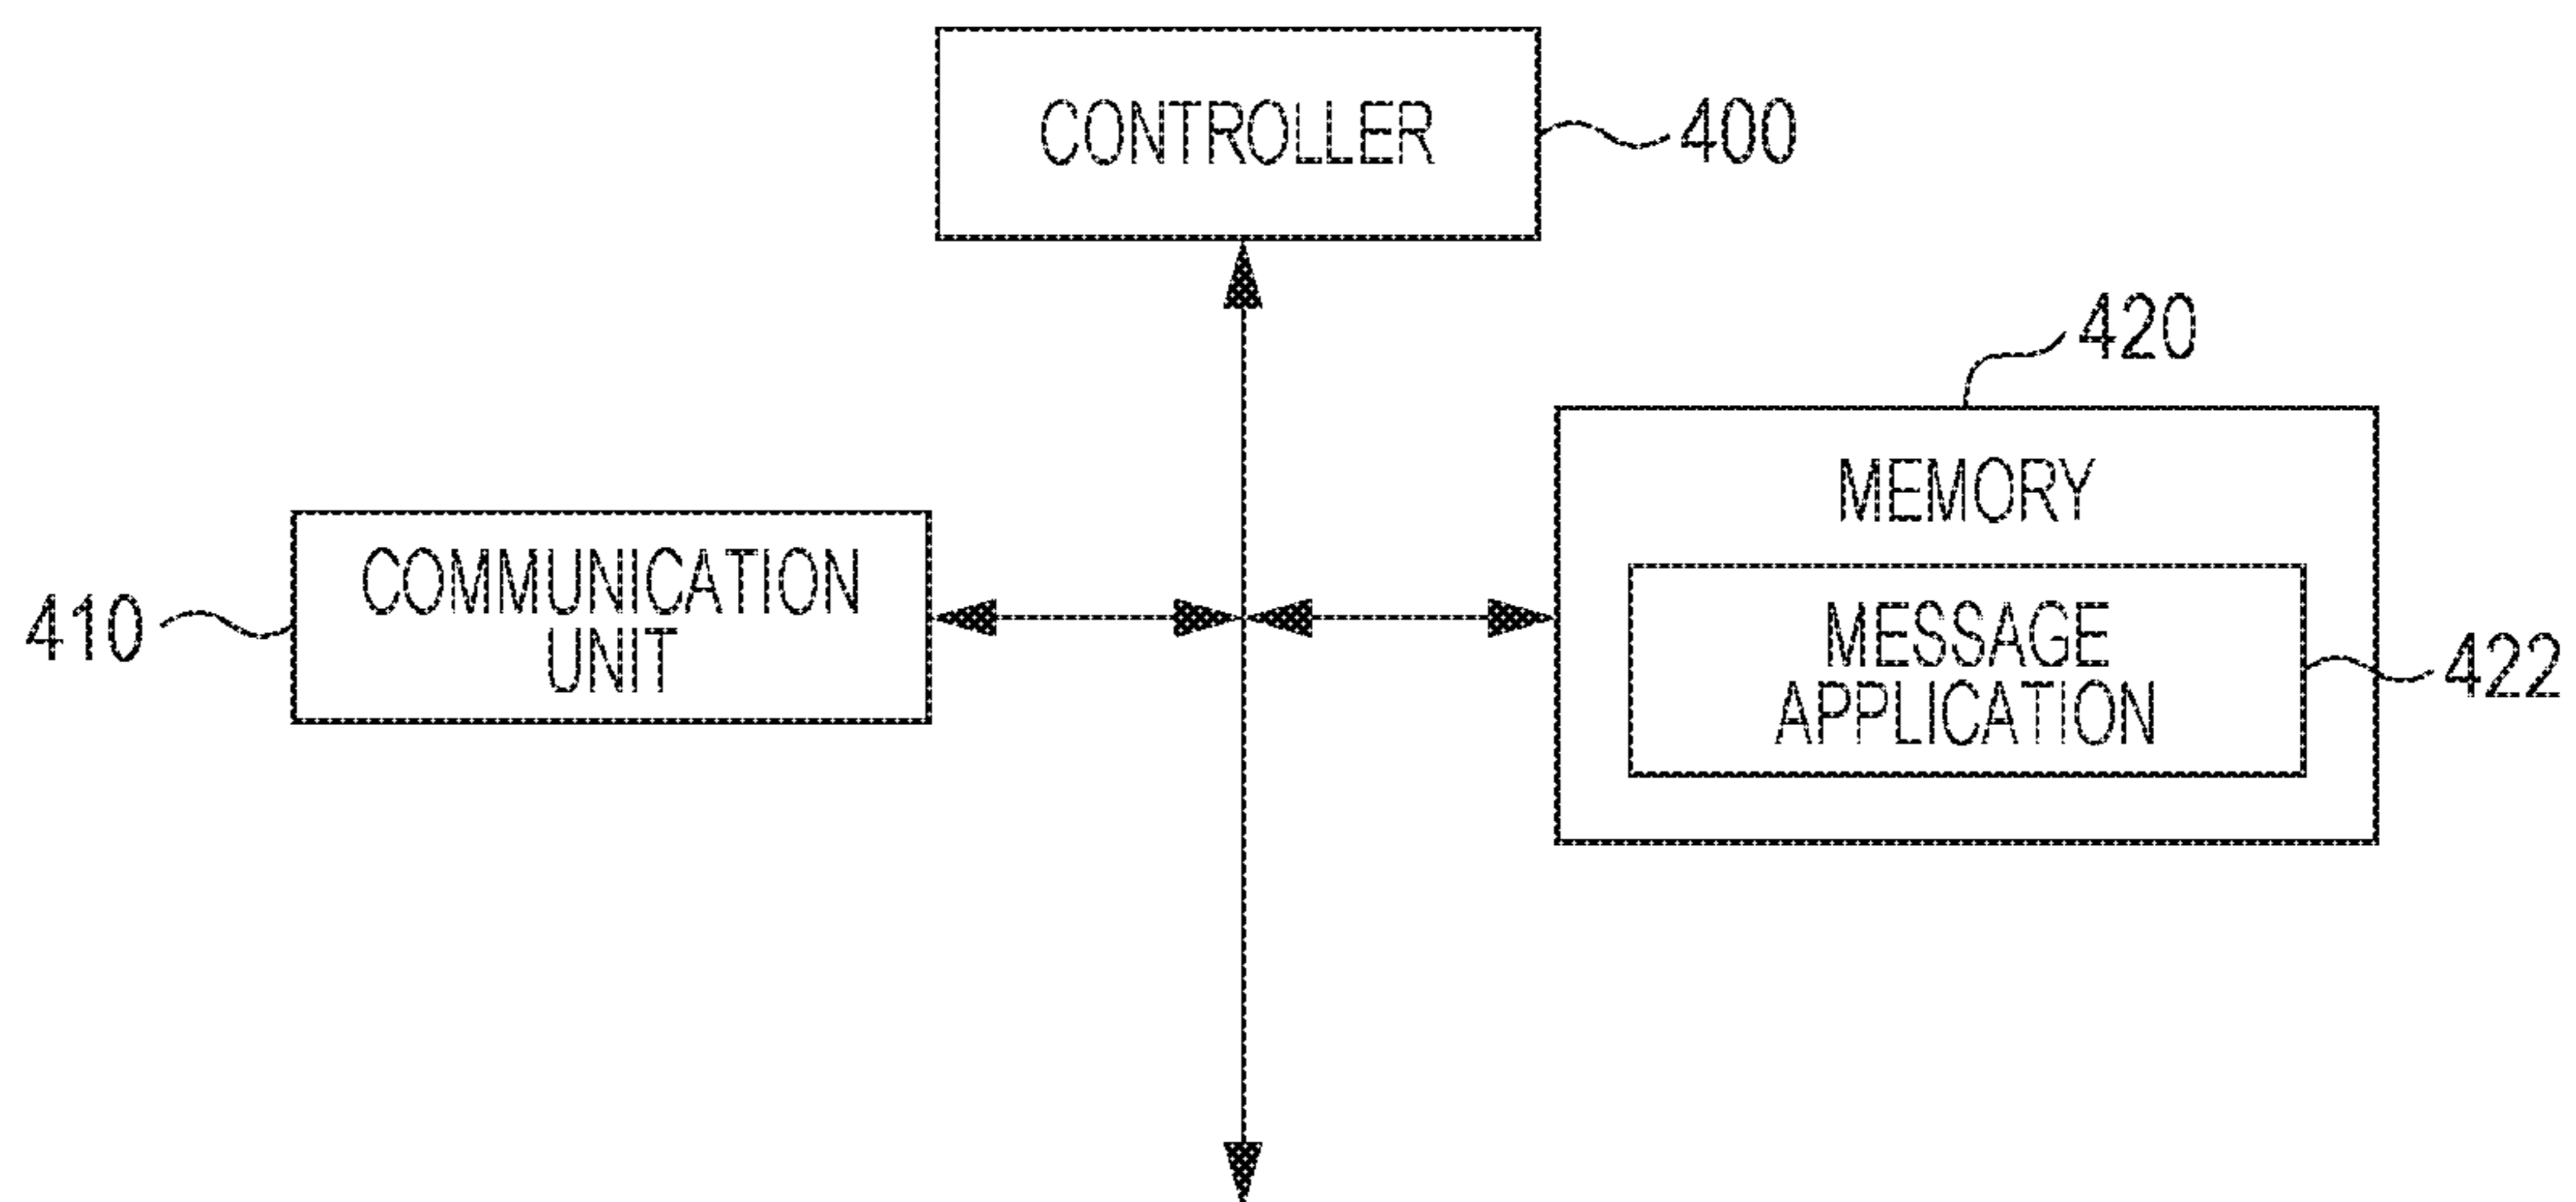 CONTROLLER
400
420
MEMORY
COMMUNICATION
UNIT
410
MESSAGE
APPLICATION
422